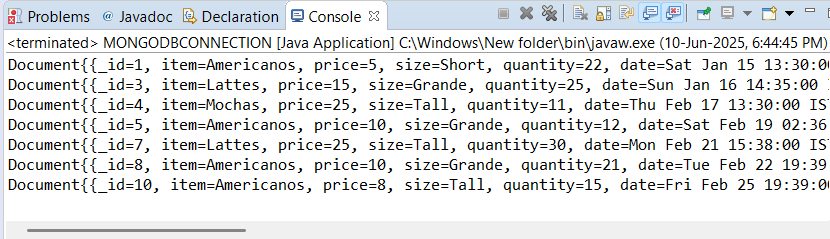 Problems @ Javadoc Declaration Console
<terminated> MONGODBCONNECTION [Java Application] C:\Windows\New folder\bin\javaw.exe (10-Jun-2025, 6:44:45 PM)
Document{{_id=1, item=Americanos, price=5, size=Short, quantity=22, date=Sat Jan 15 13:30:00
Document{{_id=3, item=Lattes, price=15, size=Grande, quantity=25, date=Sun Jan 16 14:35:00 I
Document{{_id=4, item=Mochas, price=25, size=Tall, quantity=11, date=Thu Feb 17 13:30:00 IST
Document{{_id=5, item=Americanos, price=10, size=Grande, quantity=12, date=Sat Feb 19 02:36
Document{{_id=7, item=Lattes, price=25, size=Tall, quantity=30, date=Mon Feb 21 15:38:00 IST
Document{{_id=8, item=Americanos, price=10, size=Grande, quantity=21, date=Tue Feb 22 19:39
Document{{_id=10, item=Americanos, price=8, size=Tall, quantity=15, date=Fri Feb 25 19:39:00